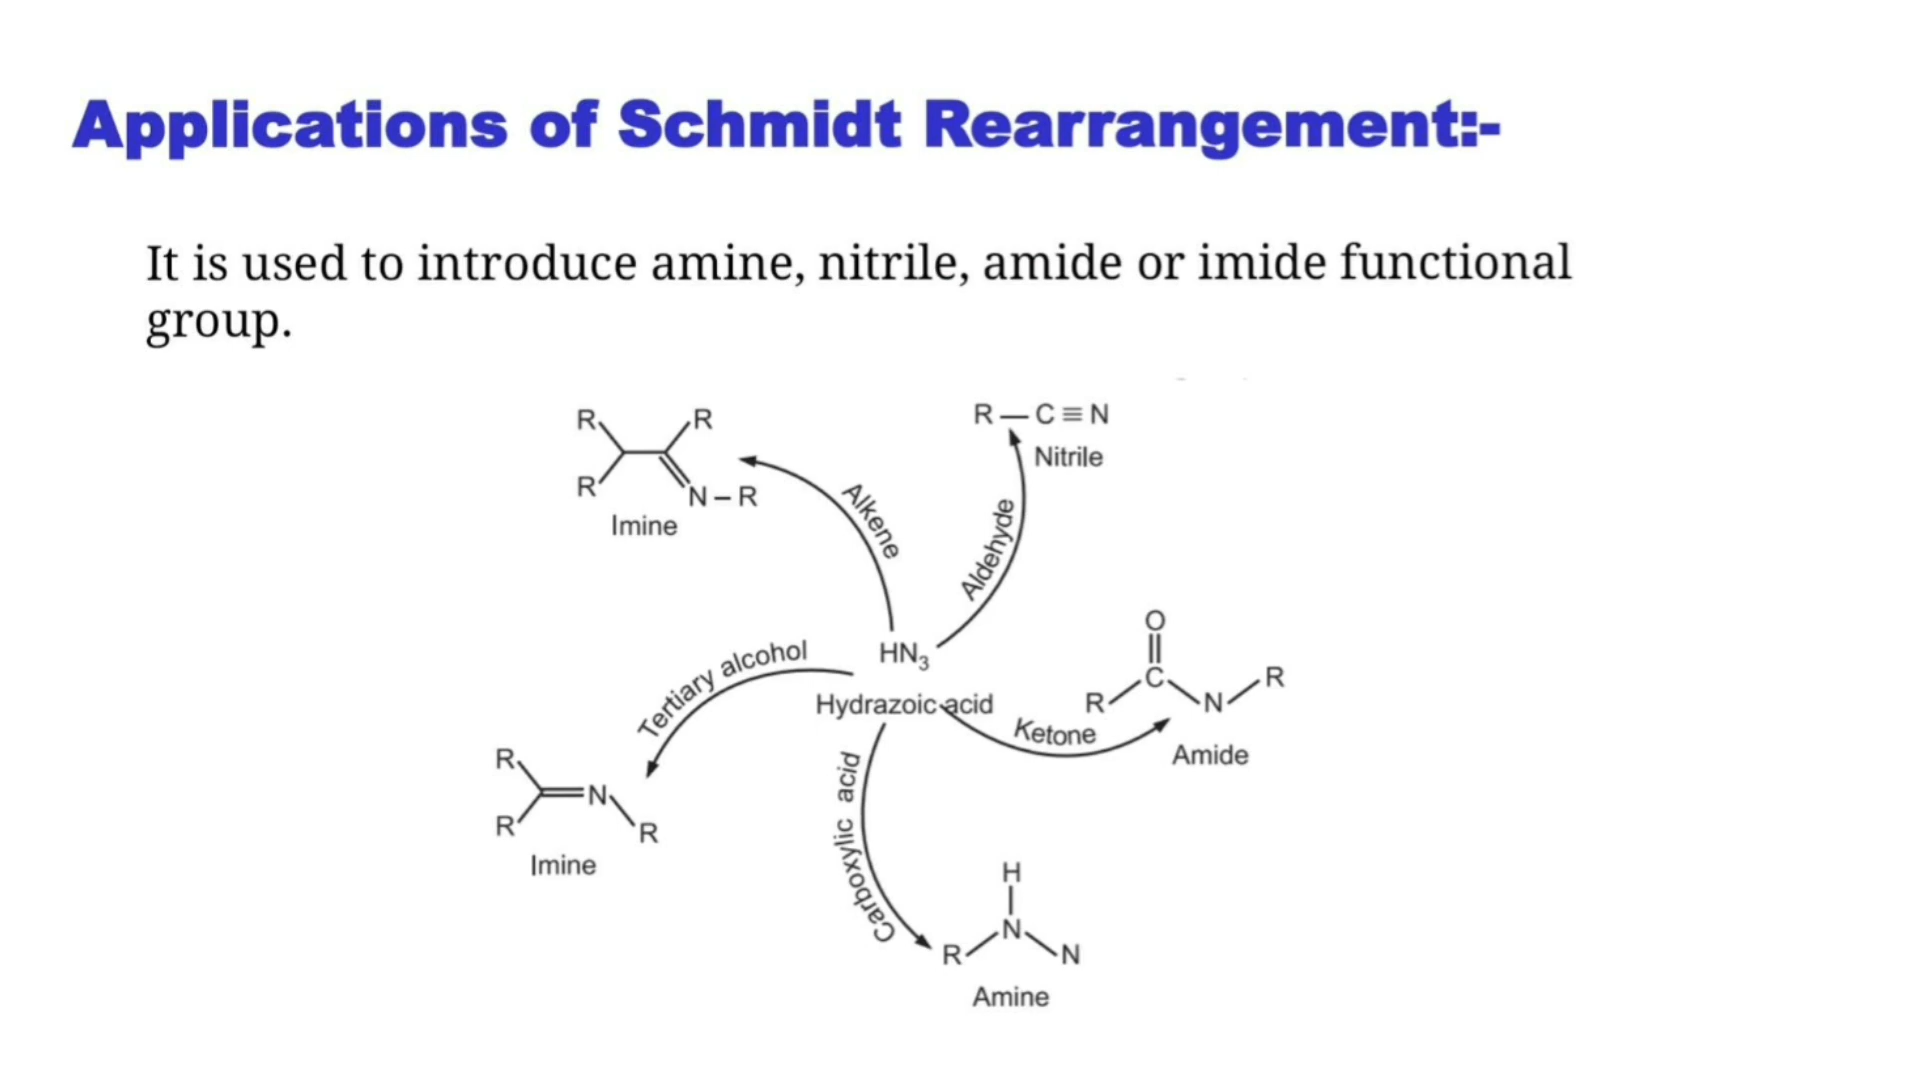 Applications of Schmidt Rearrangement:-
It is used to introduce amine, nitrile, amide or imide functional
group.
R R
R N–R
Imine
Alkene
R—C≡N
Nitrile
Aldehyde
HN₃
Hydrazoic acid
Tertiary alcohol
R
N
R R
Imine
Ketone
O
C R
R N
Amide
Carboxylic acid
H
N
R N
Amine